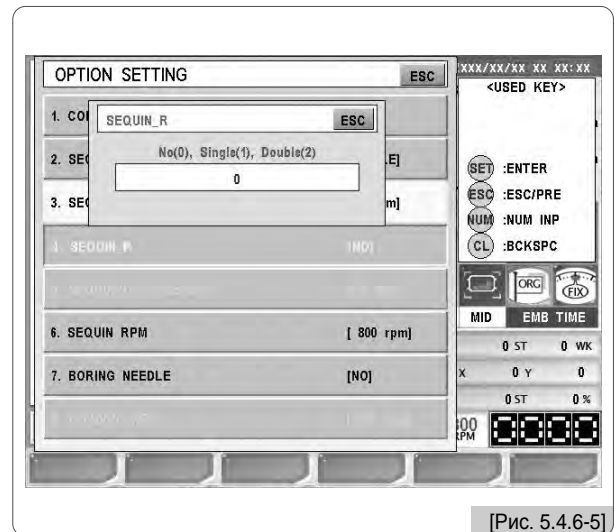 OPTION SETTING ESC
xxx/xx/xx xx xx:xx
<USED KEY>
1. CO
SEQUIN_R ESC
No(0), Single(1), Double(2)
0
2. SE E]
3. SE m]
SET :ENTER
ESC :ESC/PRE
NUM :NUM INP
CL :BCKSPC
4. SEQUIN_R [NO]
ORG
FIX
MID EMB TIME
6. SEQUIN RPM [ 800 rpm]
0 ST 0 WK
7. BORING NEEDLE [NO]
X 0 Y 0
0 ST 0 %
RPM
[Рис. 5.4.6-5]